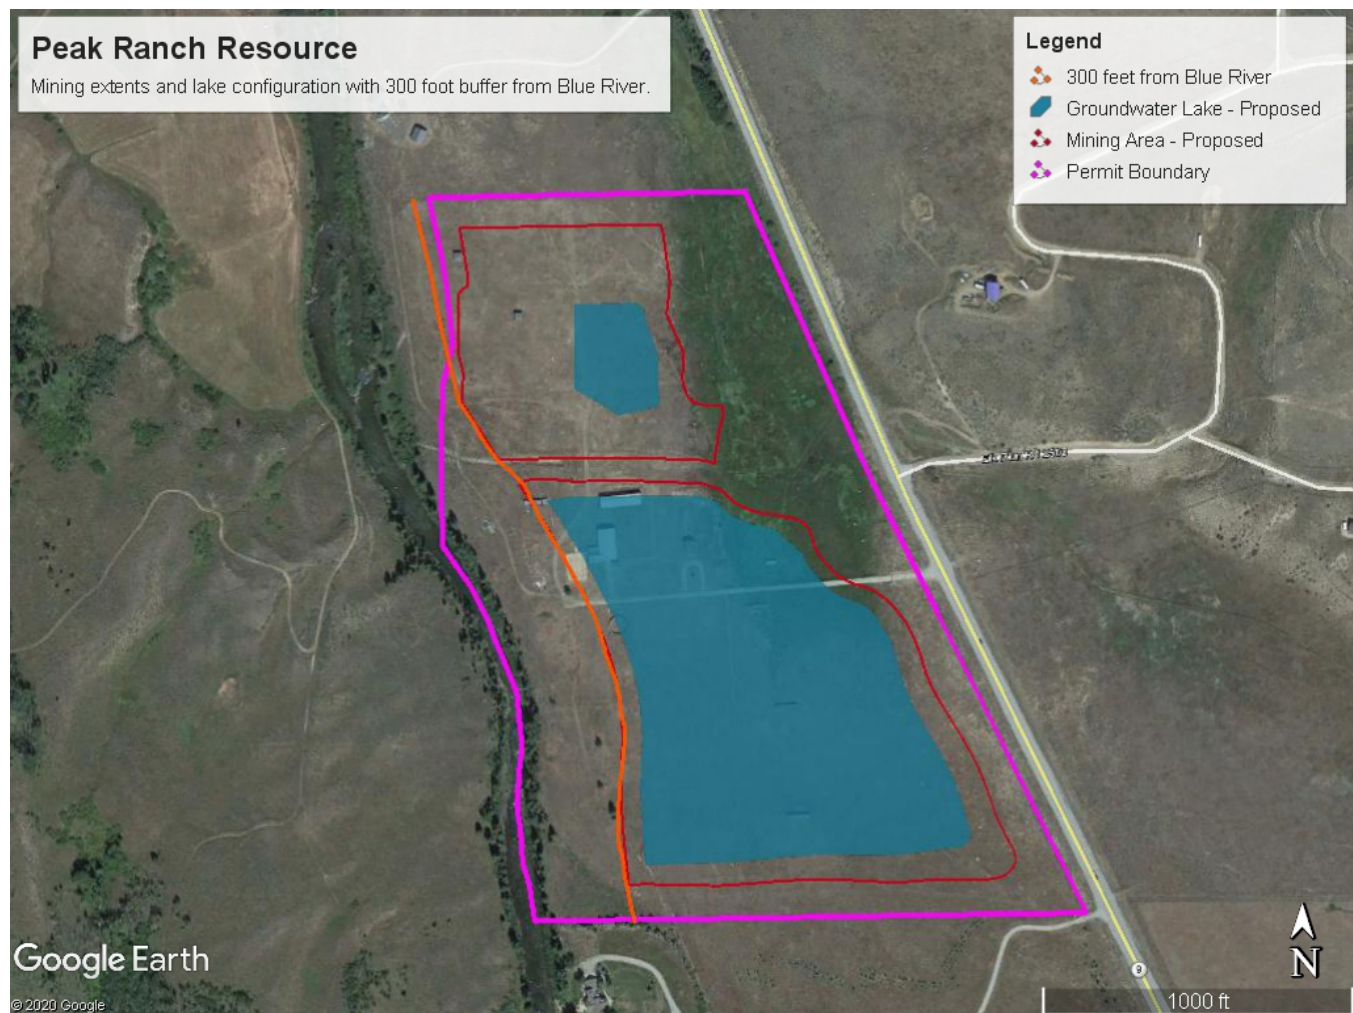 Peak Ranch Resource
Mining extents and lake configuration with 300 foot buffer from Blue River.
Legend
300 feet from Blue River
Groundwater Lake - Proposed
Mining Area - Proposed
Permit Boundary
9
N
Google Earth
© 2020 Google
1000 ft